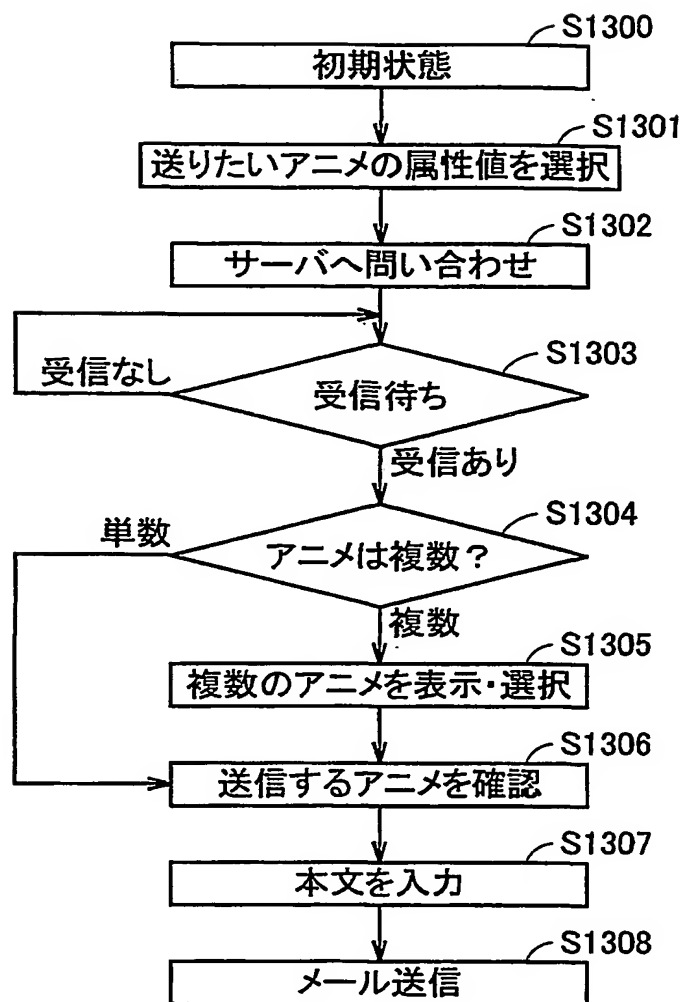 S1300
初期状態
S1301
送りたいアニメの属性値を選択
S1302
サーバへ問い合わせ
S1303
受信なし
受信待ち
受信あり
S1304
単数
アニメは複数?
複数
S1305
複数のアニメを表示・選択
S1306
送信するアニメを確認
S1307
本文を入力
S1308
メール送信